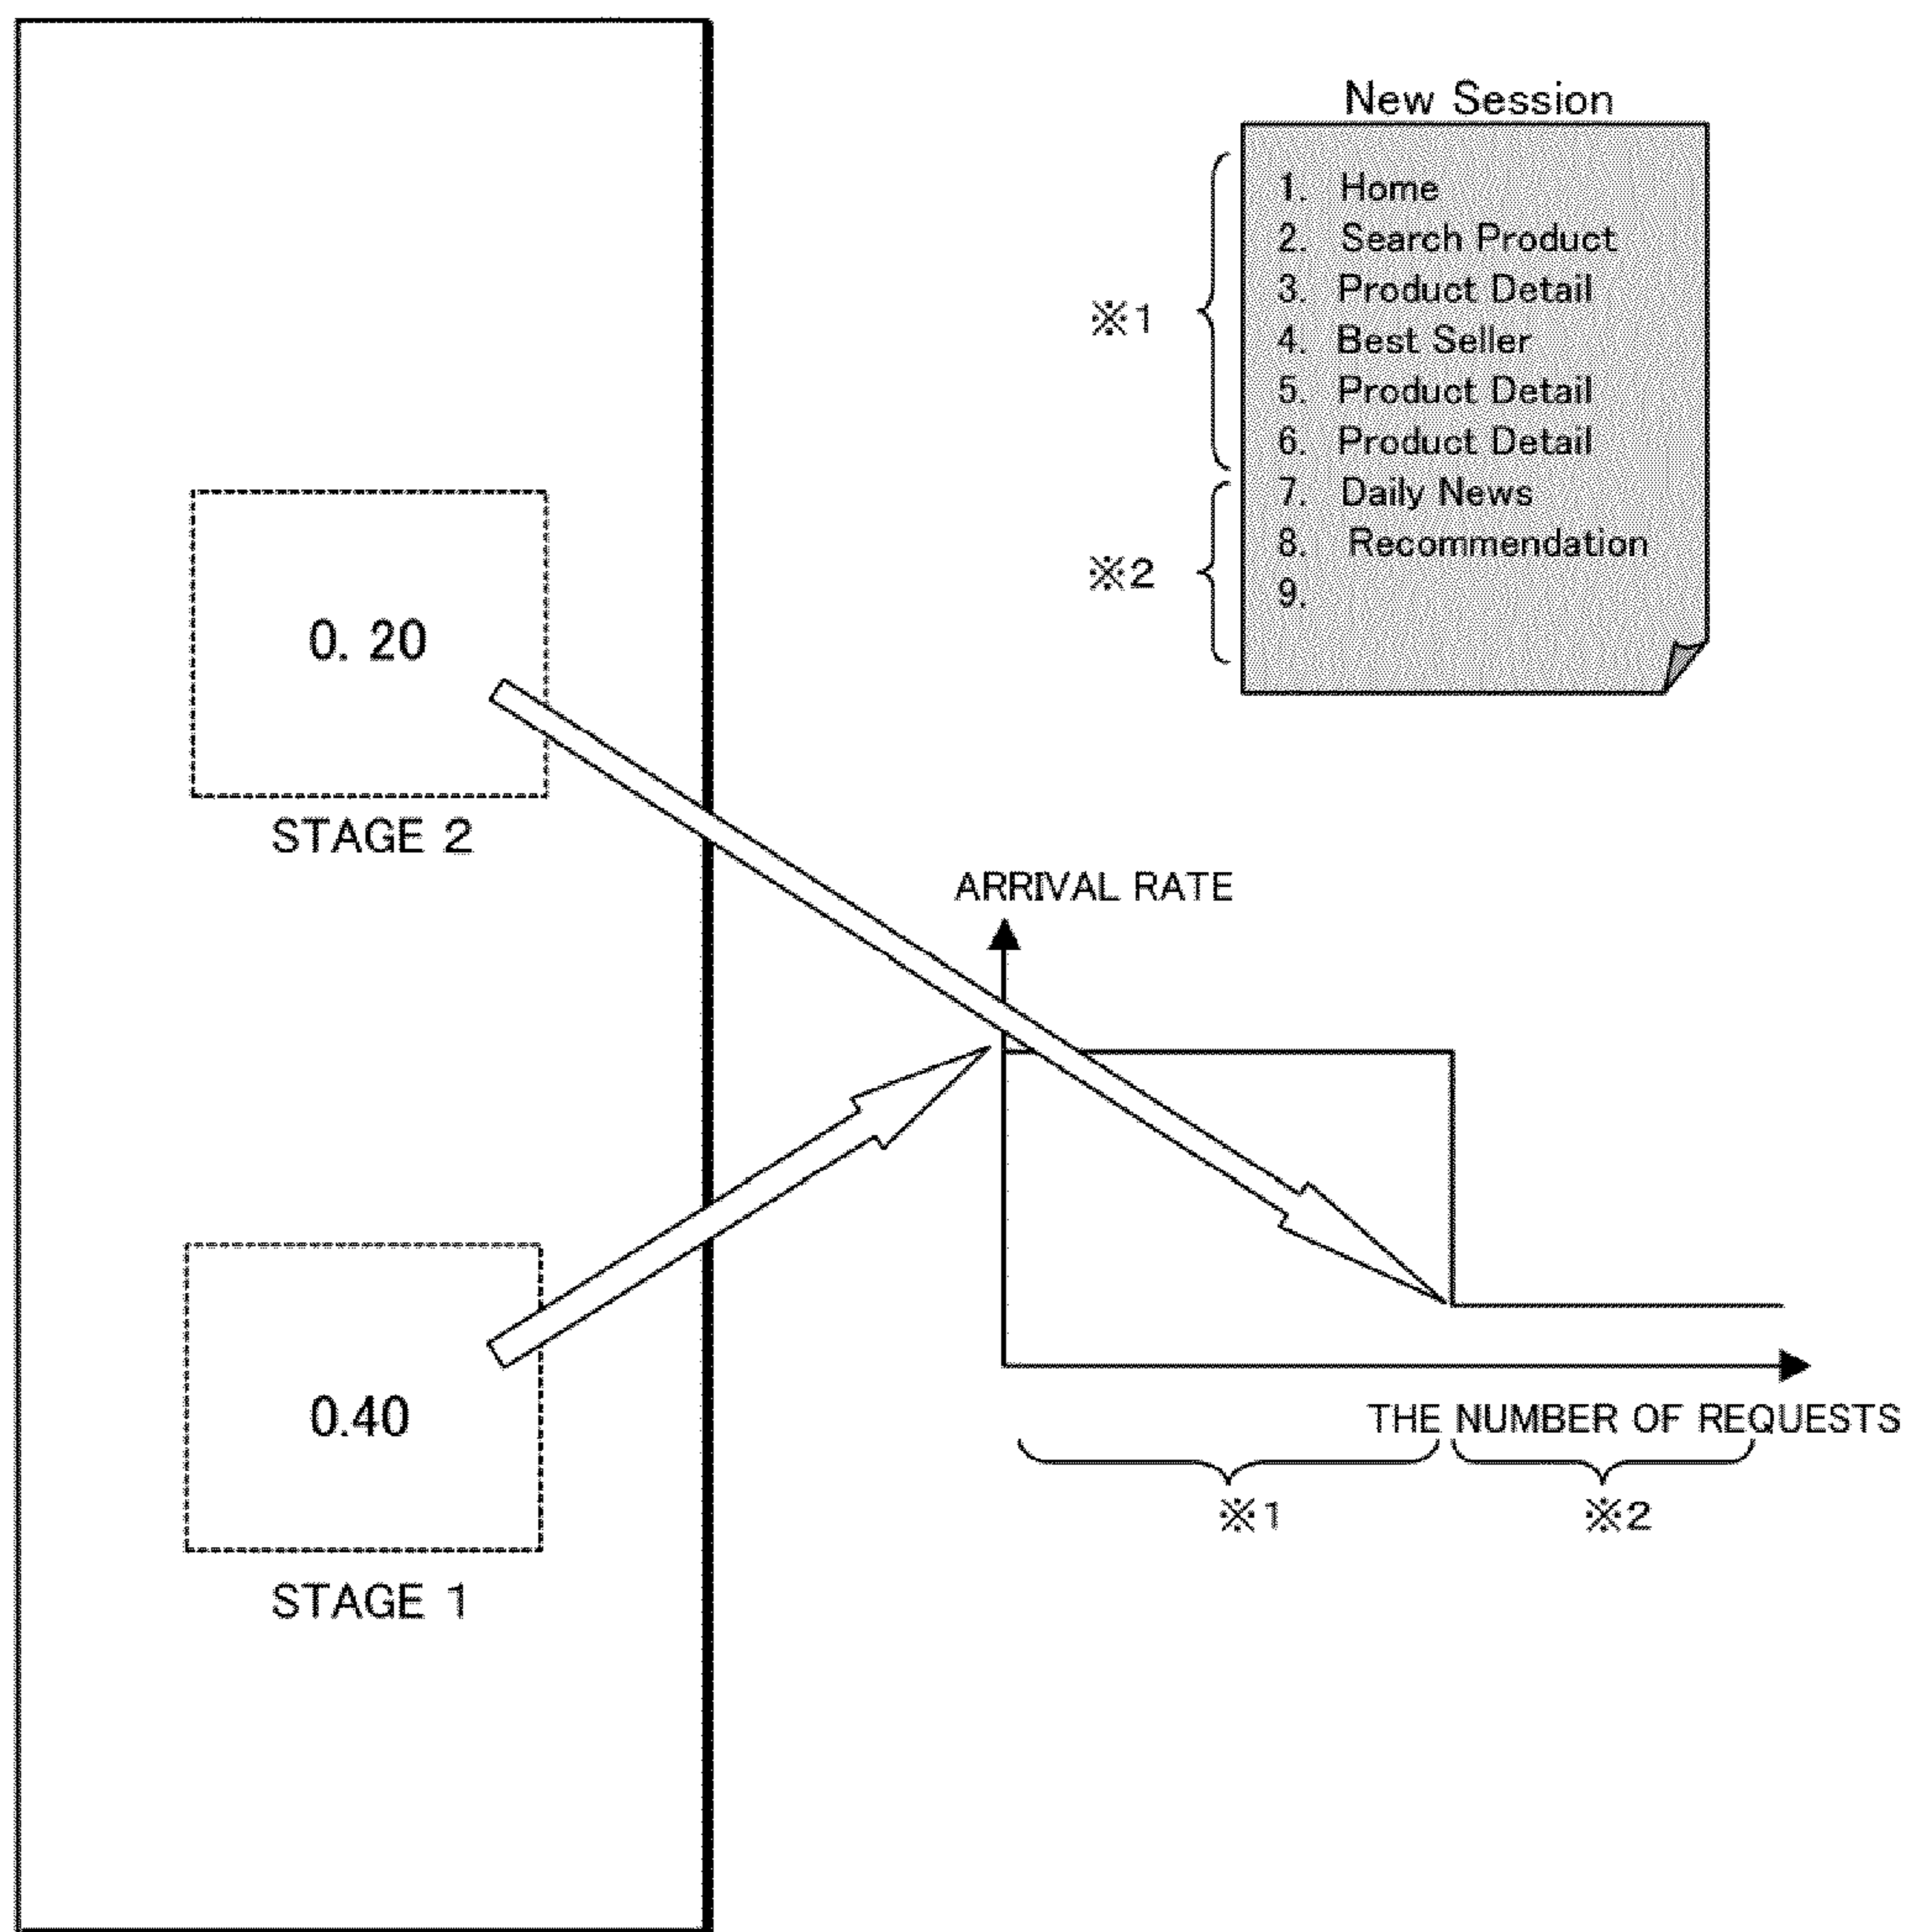 New Session
1. Home
2. Search Product
3. Product Detail
4. Best Seller
5. Product Detail
6. Product Detail
7. Daily News
8. Recommendation
9.
※1
※2
0. 20
STAGE 2
0.40
STAGE 1
ARRIVAL RATE
THE NUMBER OF REQUESTS
※1
※2